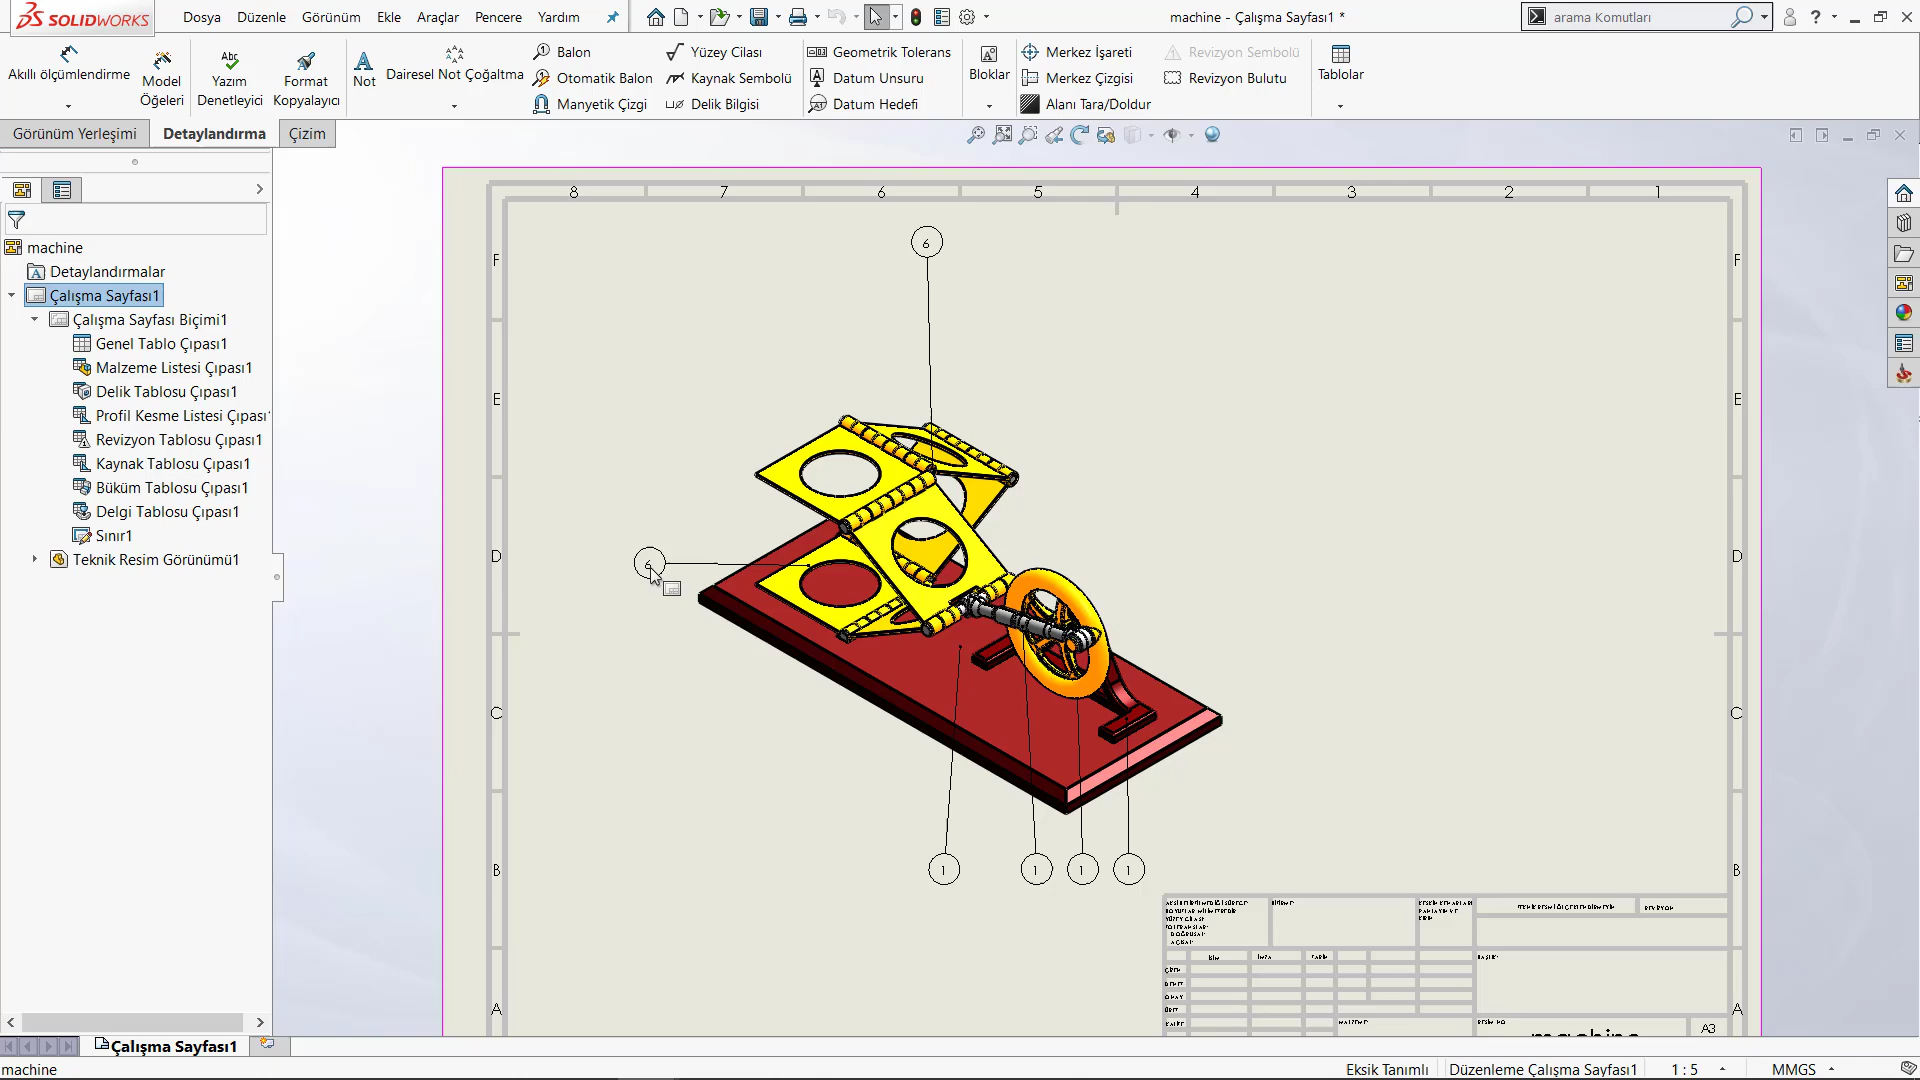 SOLIDWORKS
Dosya Düzenle Görünüm Ekle Araçlar Pencere Yardım
machine - Çalışma Sayfası1 *
arama Komutları
Akıllı ölçümlendirme
Model Öğeleri
Yazım Denetleyici
Format Kopyalayıcı
Not
Dairesel Not Çoğaltma
Balon
Otomatik Balon
Manyetik Çizgi
Yüzey Cilası
Kaynak Sembolü
Delik Bilgisi
Geometrik Tolerans
Datum Unsuru
Datum Hedefi
Bloklar
Merkez İşareti
Merkez Çizgisi
Alanı Tara/Doldur
Revizyon Sembolü
Revizyon Bulutu
Tablolar
Görünüm Yerleşimi Detaylandırma Çizim
machine
Detaylandırmalar
Çalışma Sayfası1
Çalışma Sayfası Biçimi1
Genel Tablo Çıpası1
Malzeme Listesi Çıpası1
Delik Tablosu Çıpası1
Profil Kesme Listesi Çıpası1
Revizyon Tablosu Çıpası1
Kaynak Tablosu Çıpası1
Büküm Tablosu Çıpası1
Delgi Tablosu Çıpası1
Sınır1
Teknik Resim Görünümü1
8 7 6 5 4 3 2 1
F F
E E
D
C C
B B
A A
6
6
1 1 1 1
machine
A3
Çalışma Sayfası1
machine
Eksik Tanımlı Düzenleme Çalışma Sayfası1 1 : 5 MMGS